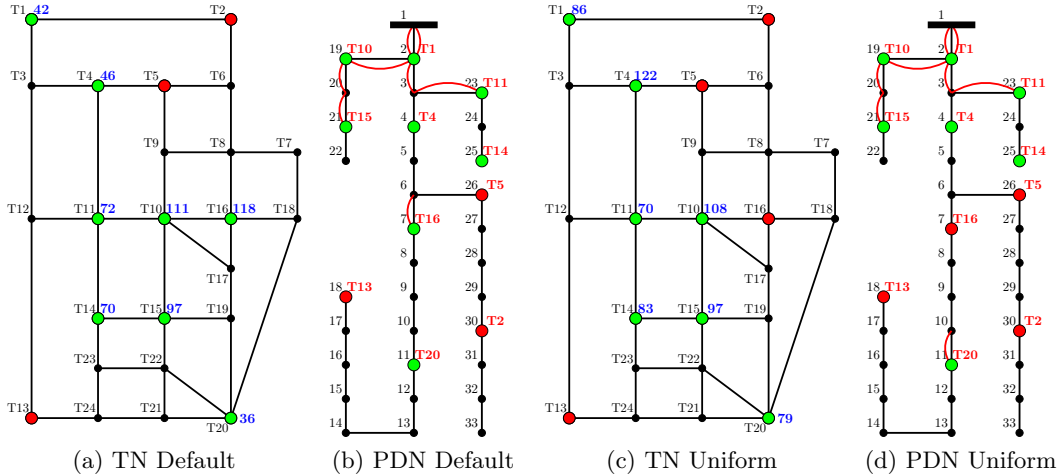 T1 42 T2
T3 T4 46 T5 T6
T9 T8 T7
T12 T11 72 T10 111 T16 118 T18
T17
T14 70 T15 97 T19
T23 T22
T13 T24 T21 T20 36
(a) TN Default
1
19 T10 2 T1
20 3 23 T11
21 T15 4 T4 24
22 5 25 T14
6 26 T5
7 T16 27
8 28
18 T13 9 29
17 10 30 T2
16 11 T20 31
15 12 32
14 13 33
(b) PDN Default
T1 86 T2
T3 T4 122 T5 T6
T9 T8 T7
T12 T11 70 T10 108 T16 T18
T17
T14 83 T15 97 T19
T23 T22
T13 T24 T21 T20 79
(c) TN Uniform
1
19 T10 2 T1
20 3 23 T11
21 T15 4 T4 24
22 5 25 T14
6 26 T5
7 T16 27
8 28
18 T13 9 29
17 10 30 T2
16 11 T20 31
15 12 32
14 13 33
(d) PDN Uniform